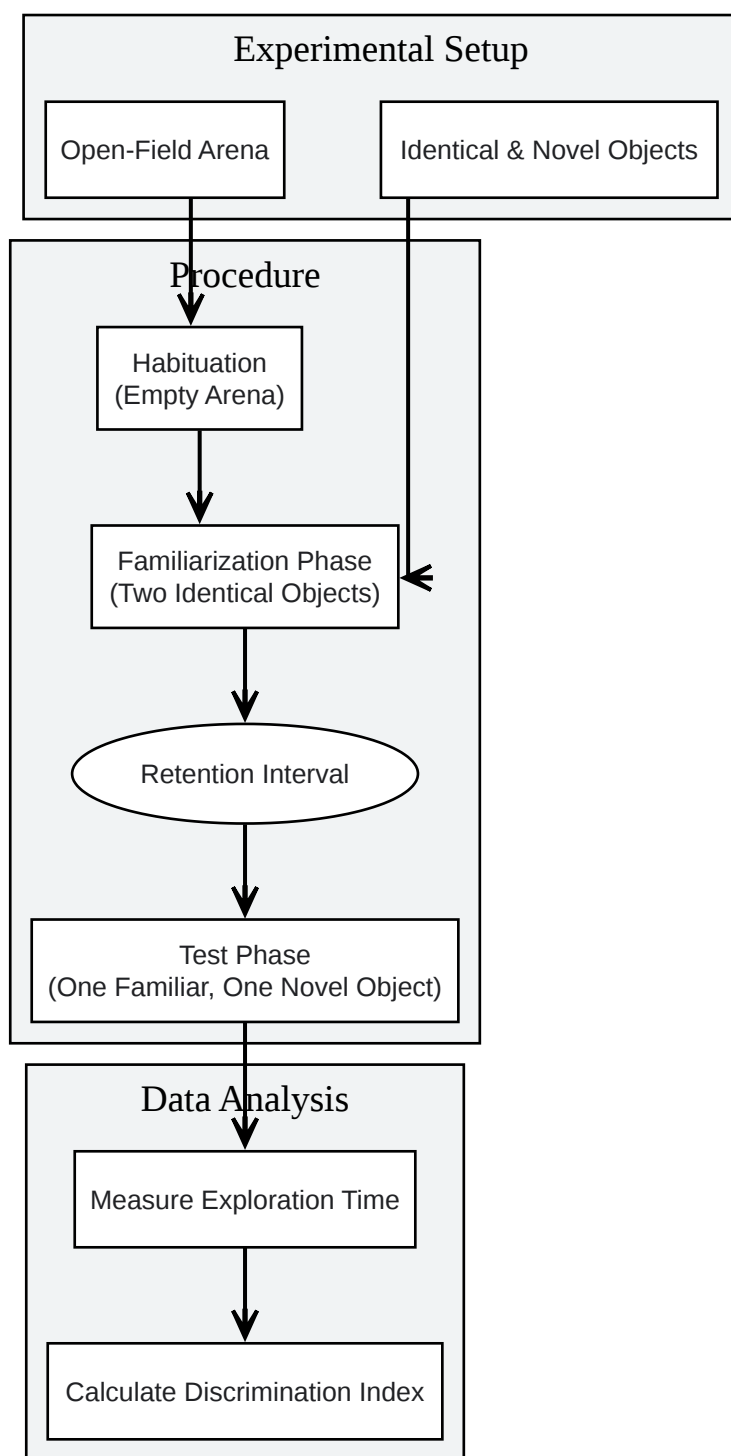 Experimental Setup
Open-Field Arena
Identical & Novel Objects
Procedure
Habituation
(Empty Arena)
Familiarization Phase
(Two Identical Objects)
Retention Interval
Test Phase
(One Familiar, One Novel Object)
Data Analysis
Measure Exploration Time
Calculate Discrimination Index